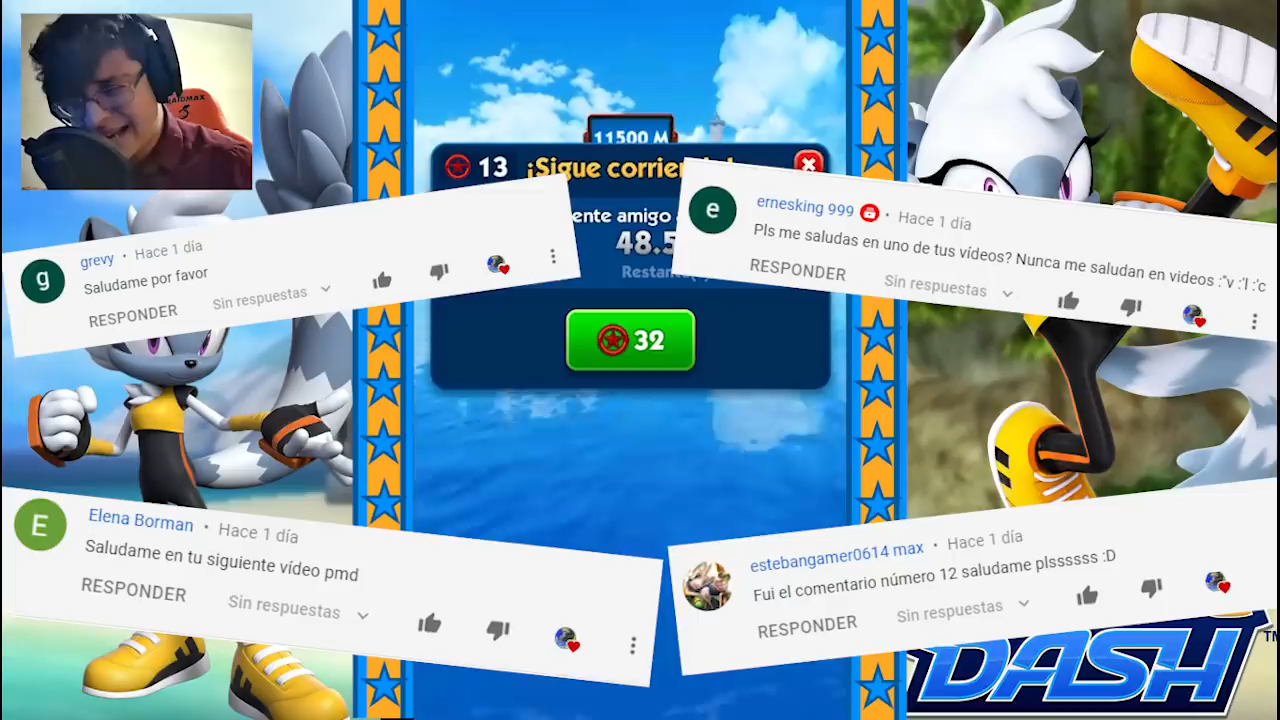 RAIDMAX
11500 M
13 ¡Sigue
ente amigo
48.5
32
g
grevy · Hace 1 día
Saludame por favor
RESPONDER Sin respuestas
e
ernesking 999 · Hace 1 día
Pls me saludas en uno de tus vídeos? Nunca me saludan en videos :"v :'l :'c
RESPONDER Sin respuestas
E
Elena Borman · Hace 1 día
Saludame en tu siguiente vídeo pmd
RESPONDER Sin respuestas
estebangamer0614 max · Hace 1 día
Fui el comentario número 12 saludame plssssss :D
RESPONDER Sin respuestas
DASH
TM